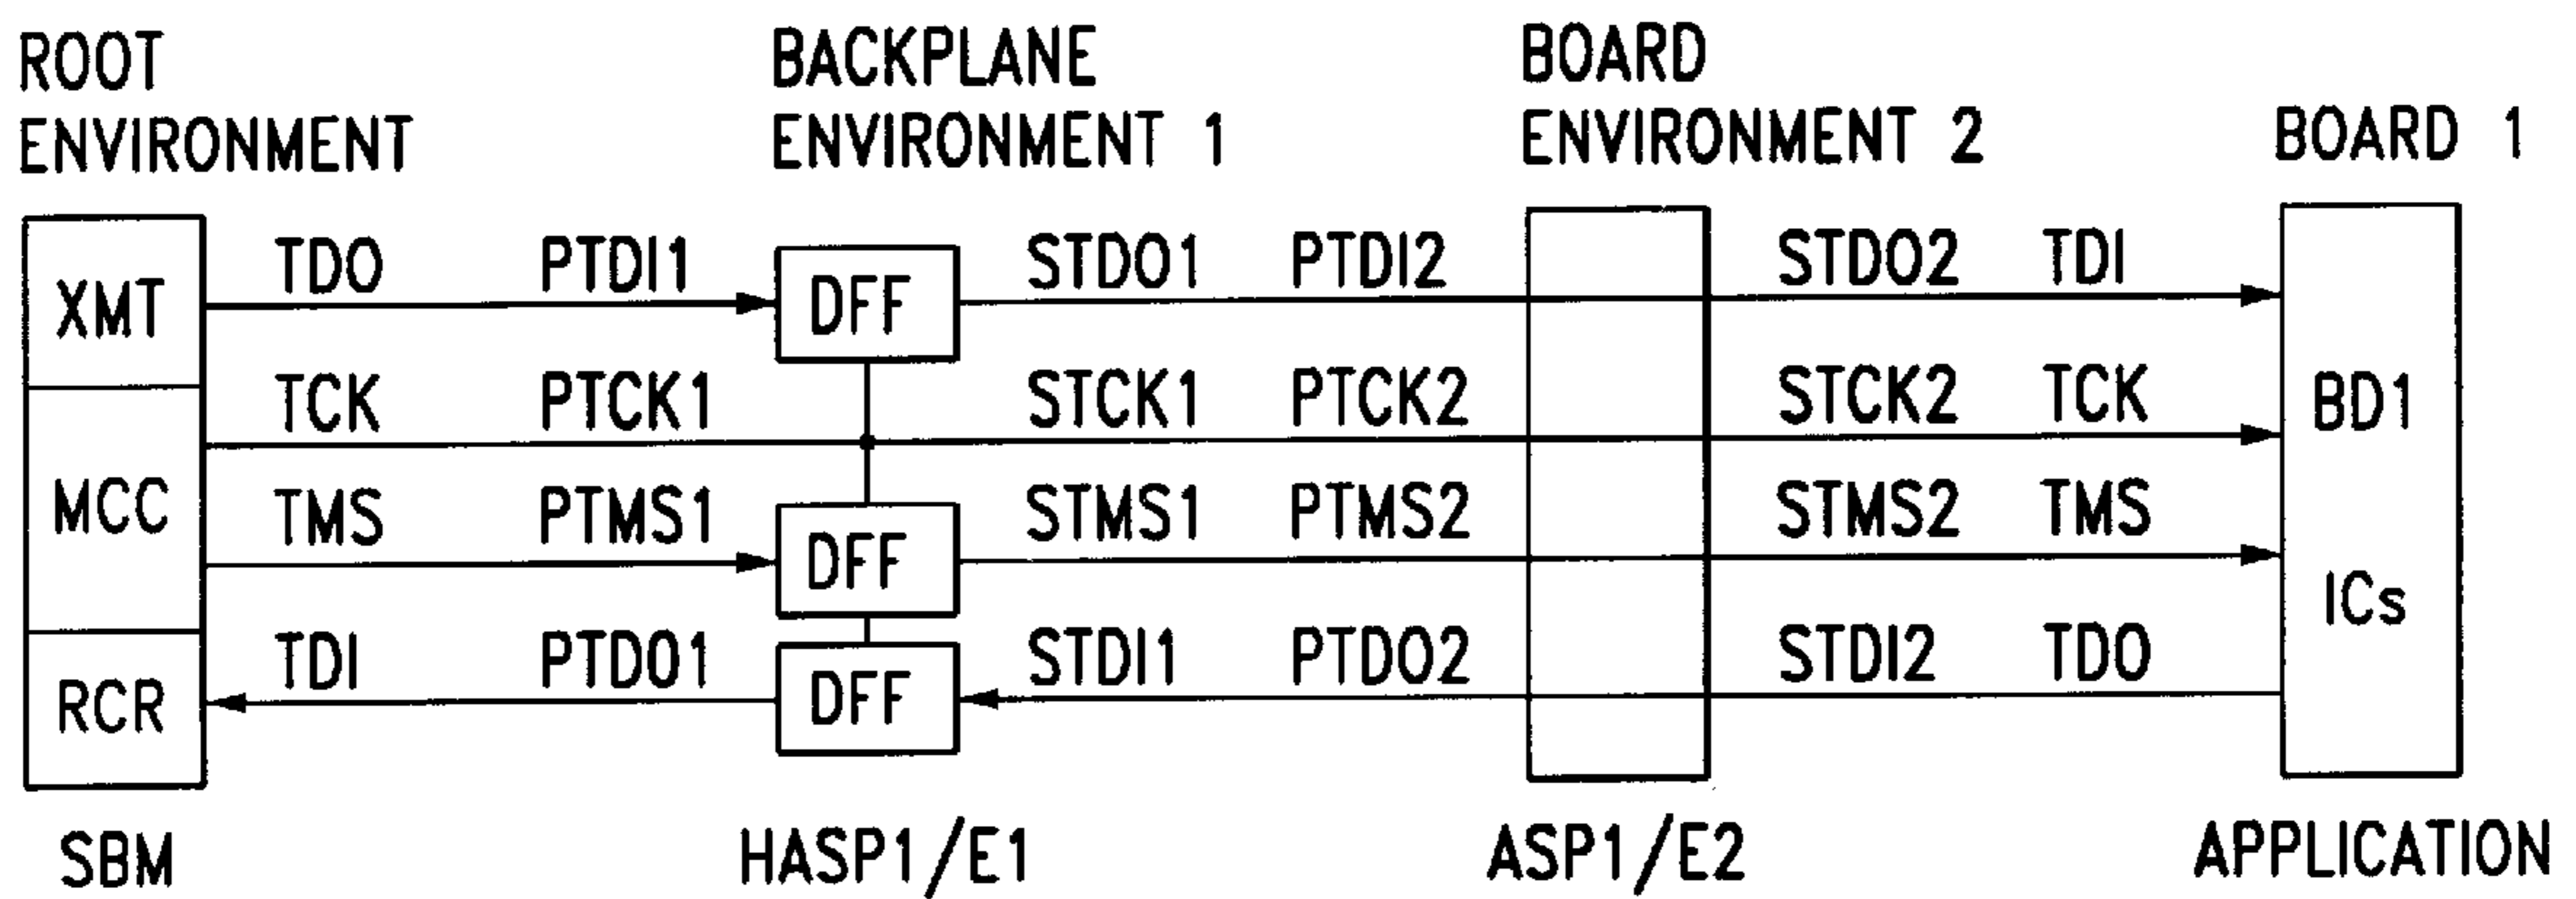 ROOT
ENVIRONMENT
BACKPLANE
ENVIRONMENT 1
BOARD
ENVIRONMENT 2
BOARD 1
XMT
TDO PTDI1 DFF STDO1 PTDI2 STDO2 TDI
TCK PTCK1 STCK1 PTCK2 STCK2 TCK
BD1
MCC
TMS PTMS1 DFF STMS1 PTMS2 STMS2 TMS
ICs
RCR
TDI PTDO1 DFF STDI1 PTDO2 STDI2 TDO
SBM HASP1/E1 ASP1/E2 APPLICATION